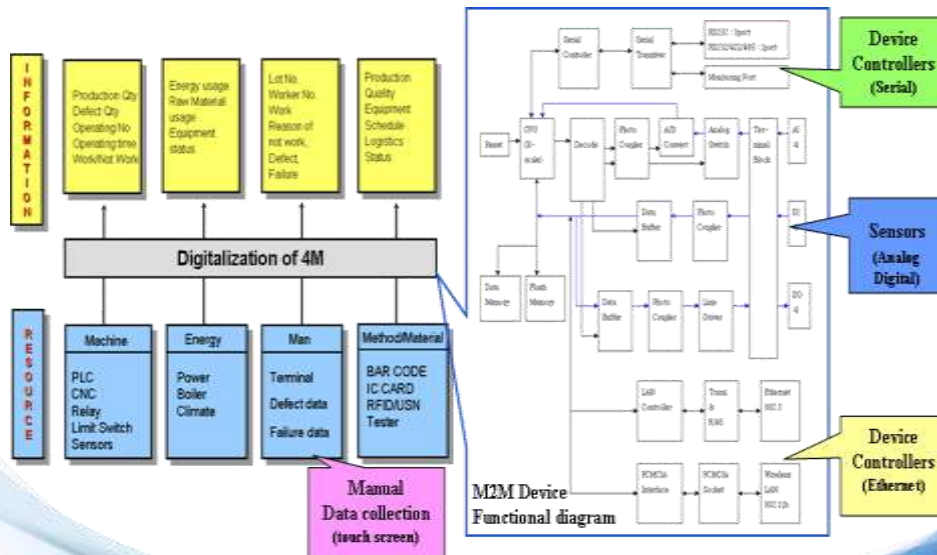 INFORMATION
Production Qty
Defect Qty
Operating No
Operating time
Work/Not Work
Energy usage
Raw Material
usage
Equipment
status
Lot No.
Worker No.
Work
Reason of
not work,
Defect,
Failure
Production
Quality
Equipment
Schedule
Logistics
Status
Digitalization of 4M
RESOURCE
Machine
PLC
CNC
Relay
Limit Switch
Sensors
Energy
Power
Boiler
Climate
Man
Terminal
Defect data
Failure data
Method/Material
BAR CODE
IC CARD
RFID/USN
Tester
Manual
Data collection
(touch screen)
Serial
Controller
Serial
Monitoring Port
Reset
CPU
Decode
Photo
Coupler
A/D
Convert
Analog
Switch
Ter-
minal
Block
Data
Buffer
Photo
Coupler
Data
Memory
Flash
Memory
Data
Buffer
Photo
Coupler
Line
Driver
LAN
Controller
Ethernet
PCMCIA
Interface
PCMCIA
Socket
Wireless
LAN
M2M Device
Functional diagram
Device
Controllers
(Serial)
Sensors
(Analog
Digital)
Device
Controllers
(Ethernet)